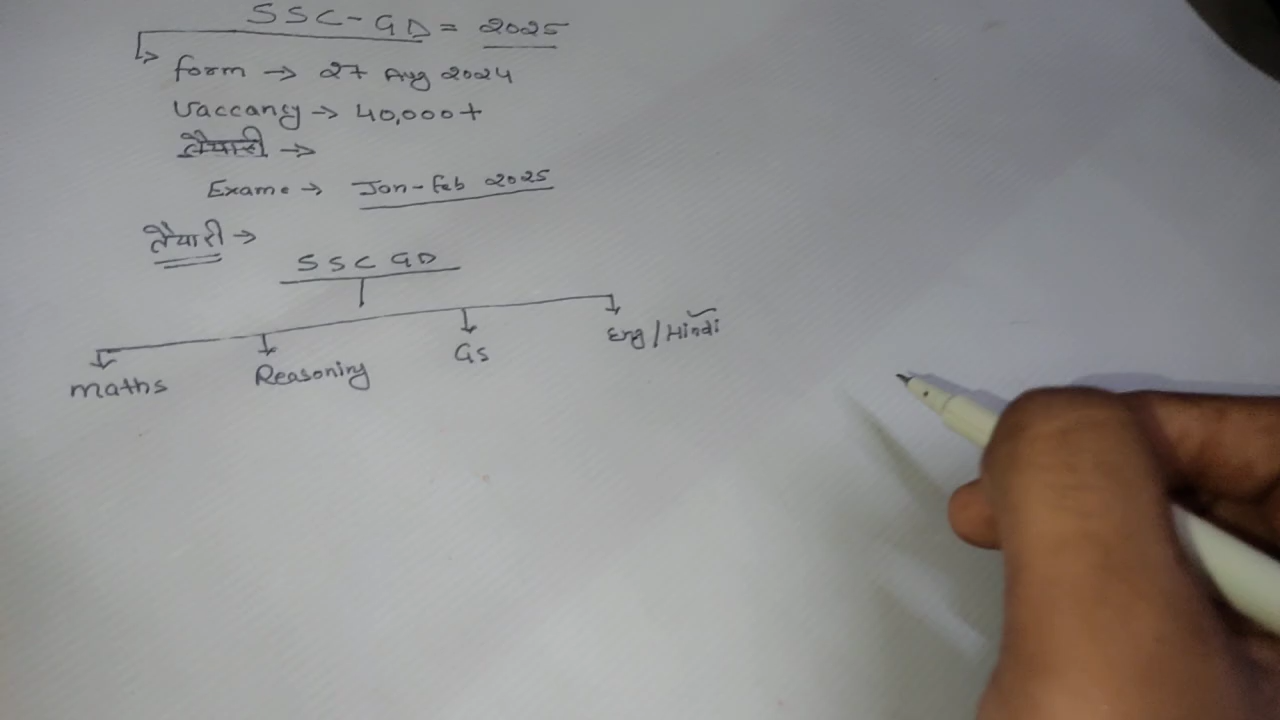 SSC-GD = 2025
form → 27 Aug 2024
Vaccancy → 40,000+
तैयारी →
Exame → Jan-Feb 2025
तैयारी →
SSC GD
maths Reasoning GS Eng/Hindi